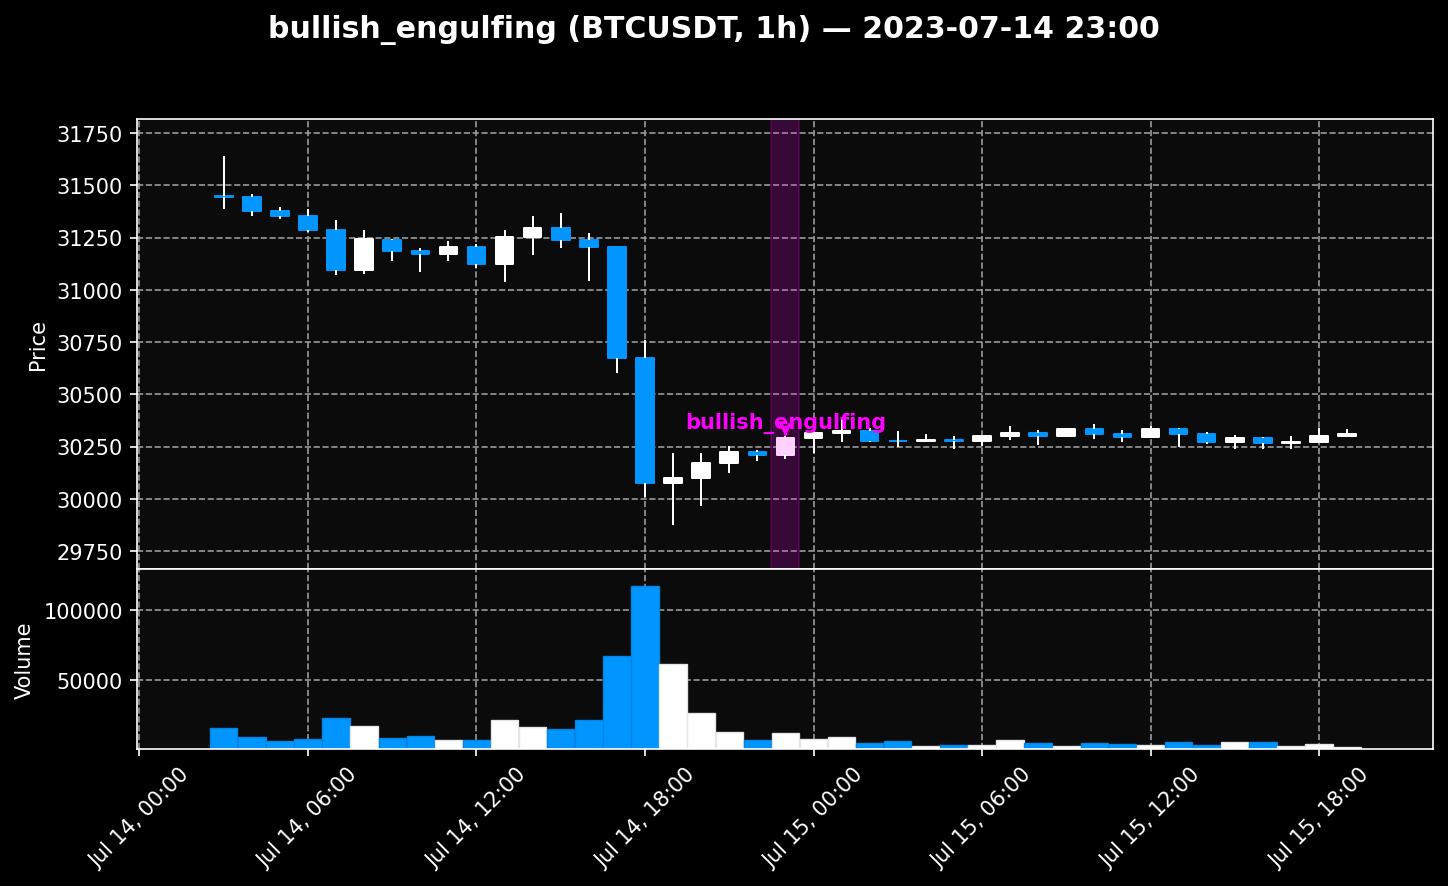 bullish_engulfing (BTCUSDT, 1h) — 2023-07-14 23:00
31750
31500
31250
31000
30750
30500
30250
30000
29750
Price
bullish_engulfing
100000
50000
Volume
Jul 14, 00:00
Jul 14, 06:00
Jul 14, 12:00
Jul 14, 18:00
Jul 15, 00:00
Jul 15, 06:00
Jul 15, 12:00
Jul 15, 18:00